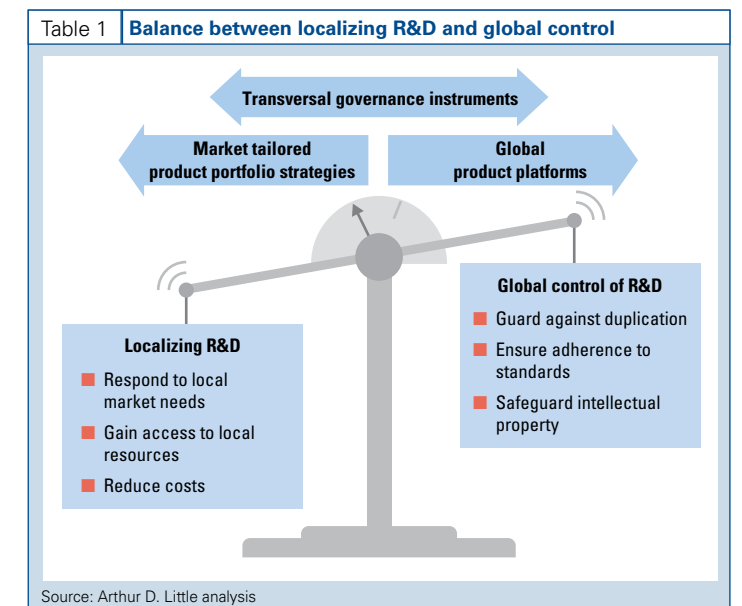 Table 1
Balance between localizing R&D and global control
Transversal governance instruments
Market tailored
product portfolio strategies
Global
product platforms
Localizing R&D
Respond to local
market needs
Gain access to local
resources
Reduce costs
Global control of R&D
Guard against duplication
Ensure adherence to
standards
Safeguard intellectual
property
Source: Arthur D. Little analysis